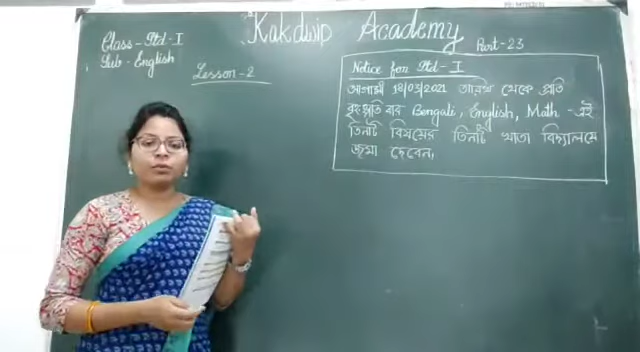 Kakdwip Academy
Class - Std - I
Sub - English
Part - 23
Lesson - 2
Notice for Std - I
আগামী 18/03/2021 তারিখ থেকে প্রতি
বৃহস্পতি বার Bengali, English, Math - এই
তিনটি বিষয়ের তিনটি খাতা বিদ্যালয়ে
জমা দেবেন,